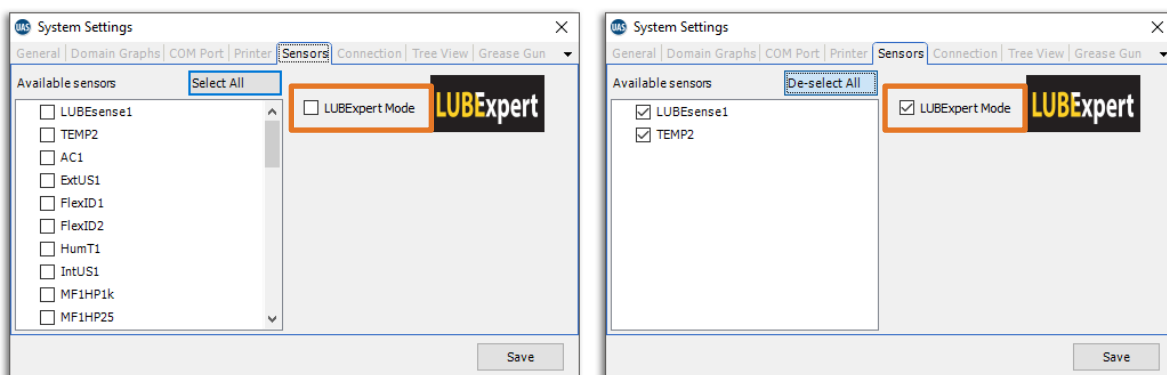 UAS System Settings
General Domain Graphs COM Port Printer Sensors Connection Tree View Grease Gun
Available sensors Select All
LUBEsense1
TEMP2
AC1
ExtUS1
FlexID1
FlexID2
HumT1
IntUS1
MF1HP1k
MF1HP25
LUBExpert Mode LUBExpert
Save
UAS System Settings
General Domain Graphs COM Port Printer Sensors Connection Tree View Grease Gun
Available sensors De-select All
LUBEsense1
TEMP2
LUBExpert Mode LUBExpert
Save